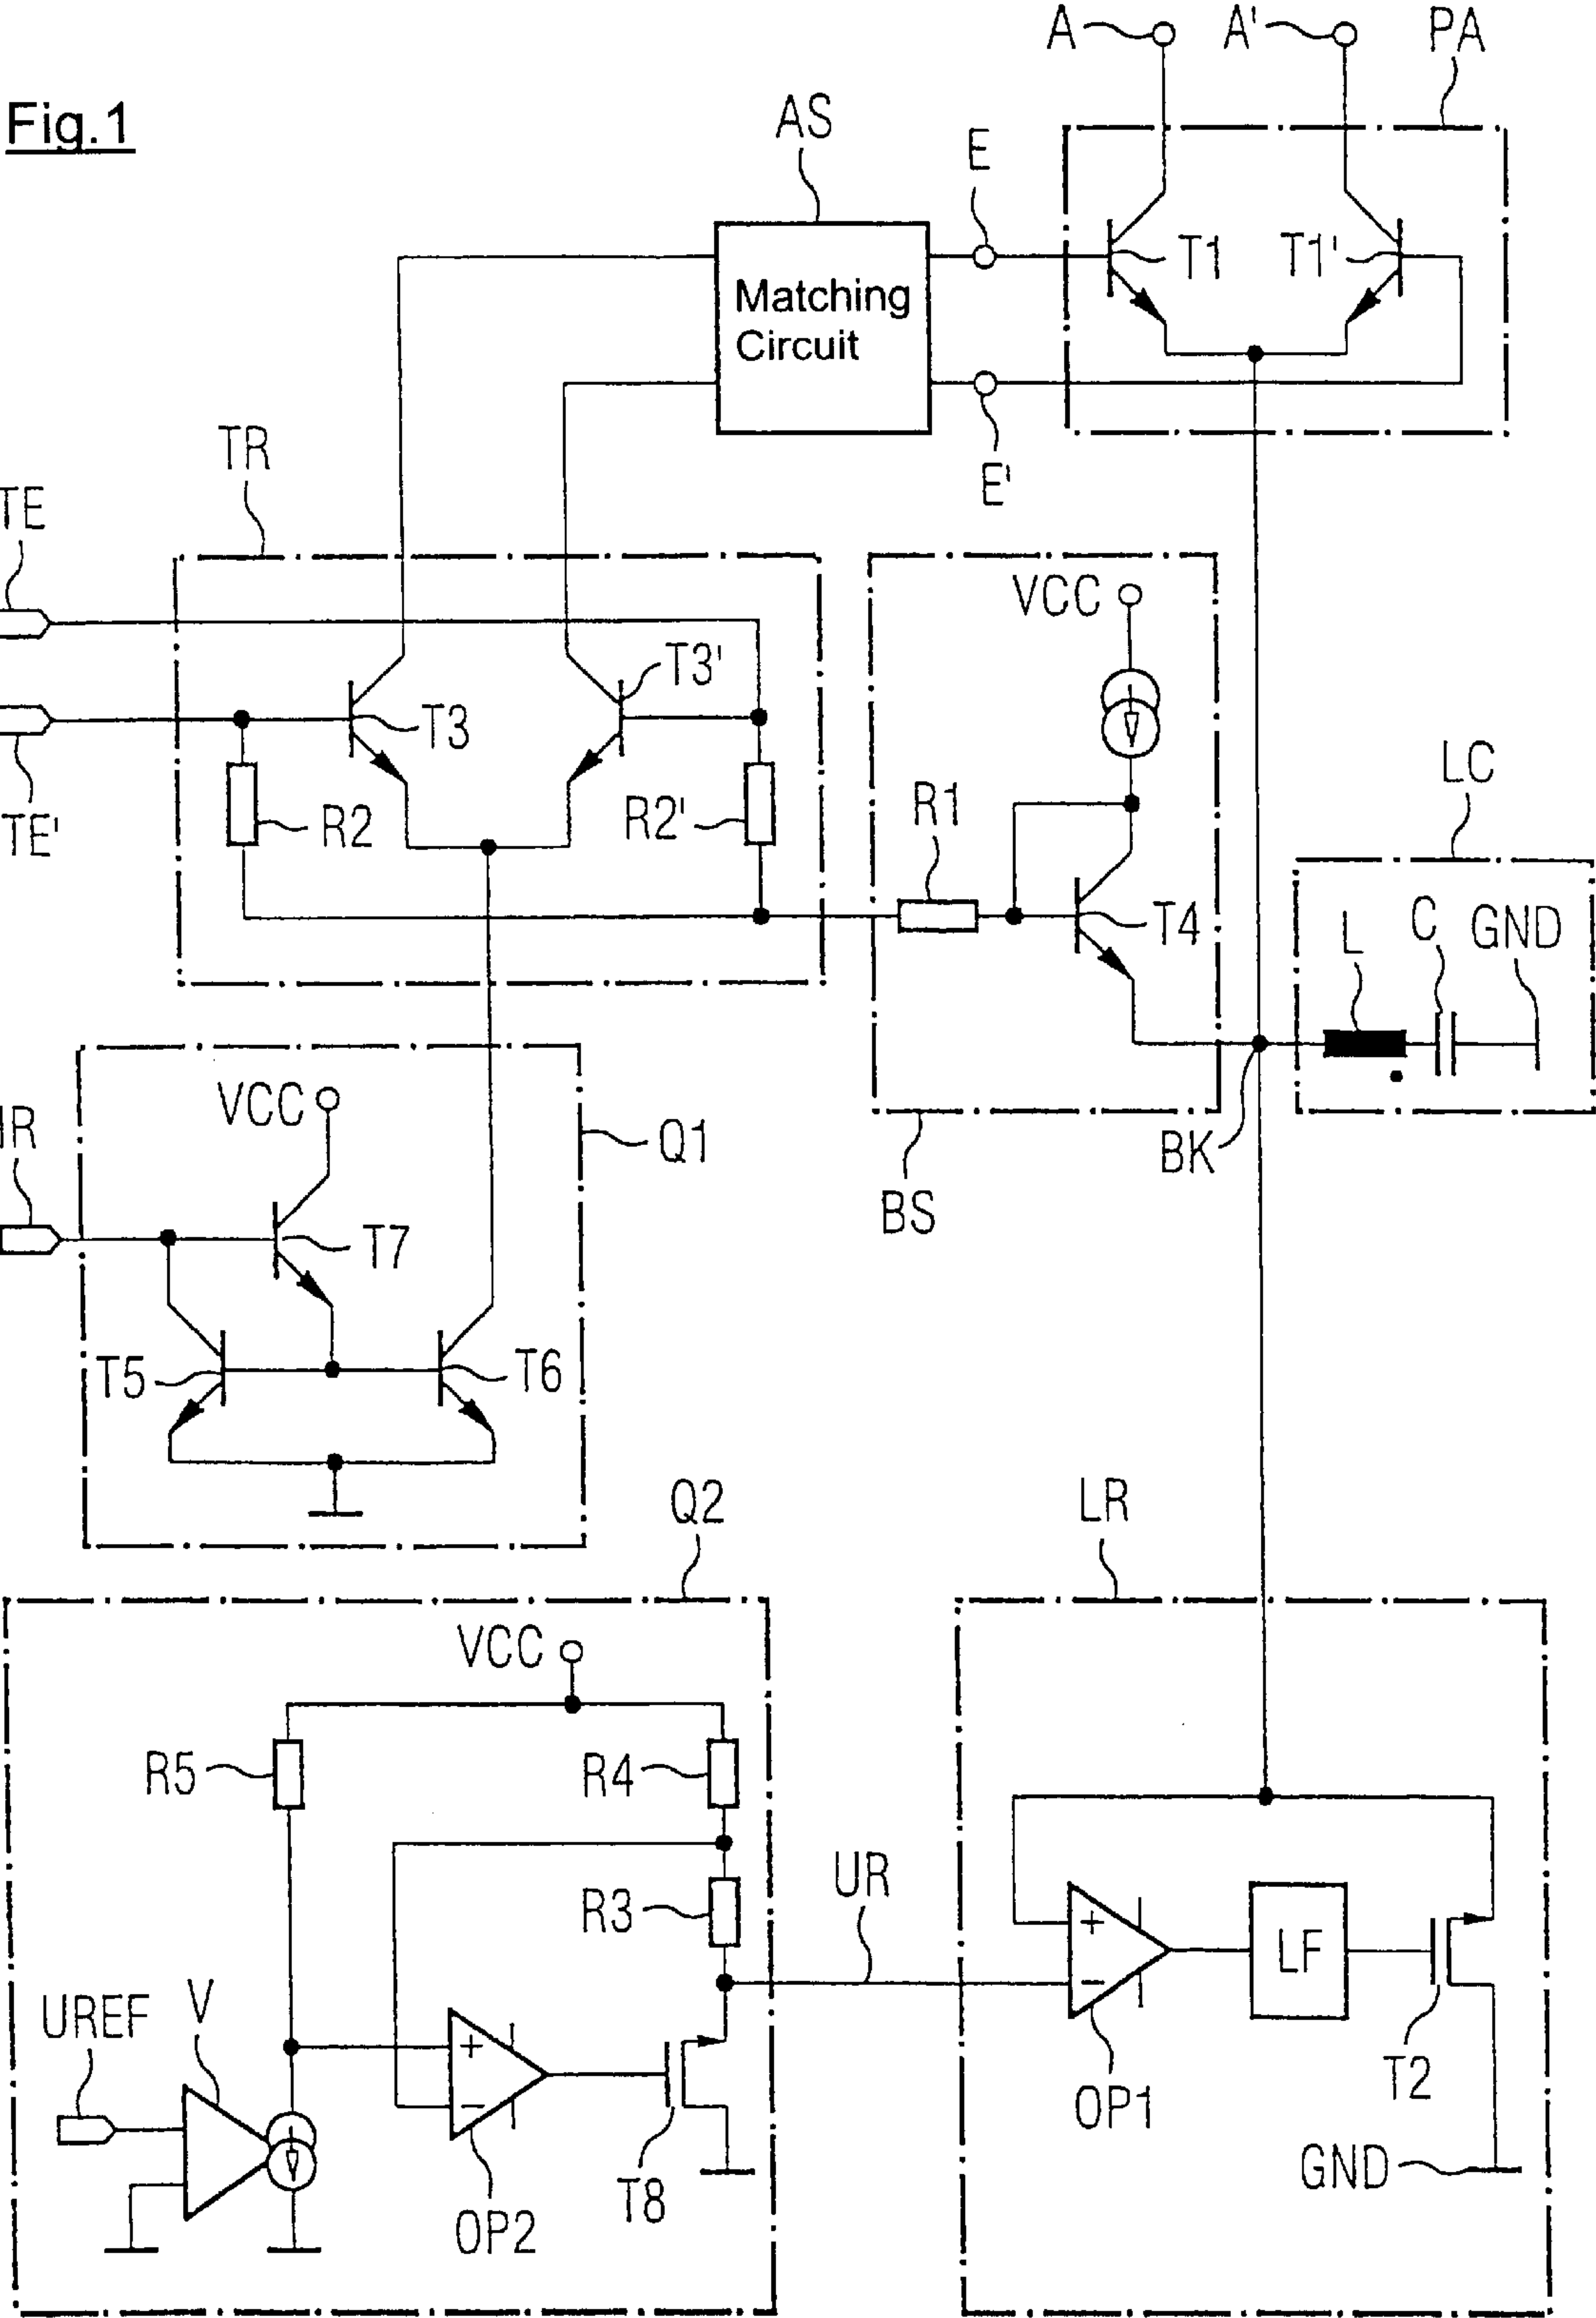 Fig.1
A
A'
PA
AS
E
Matching
Circuit
T1
T1'
E'
TR
TE
VCC
T3'
T3
TE'
R2
R2'
R1
LC
T4
L
C
GND
VCC
IR
Q1
BK
BS
T7
T5
T6
Q2
LR
VCC
R5
R4
R3
UR
+
−
LF
UREF
V
+
−
T2
OP1
T8
OP2
GND